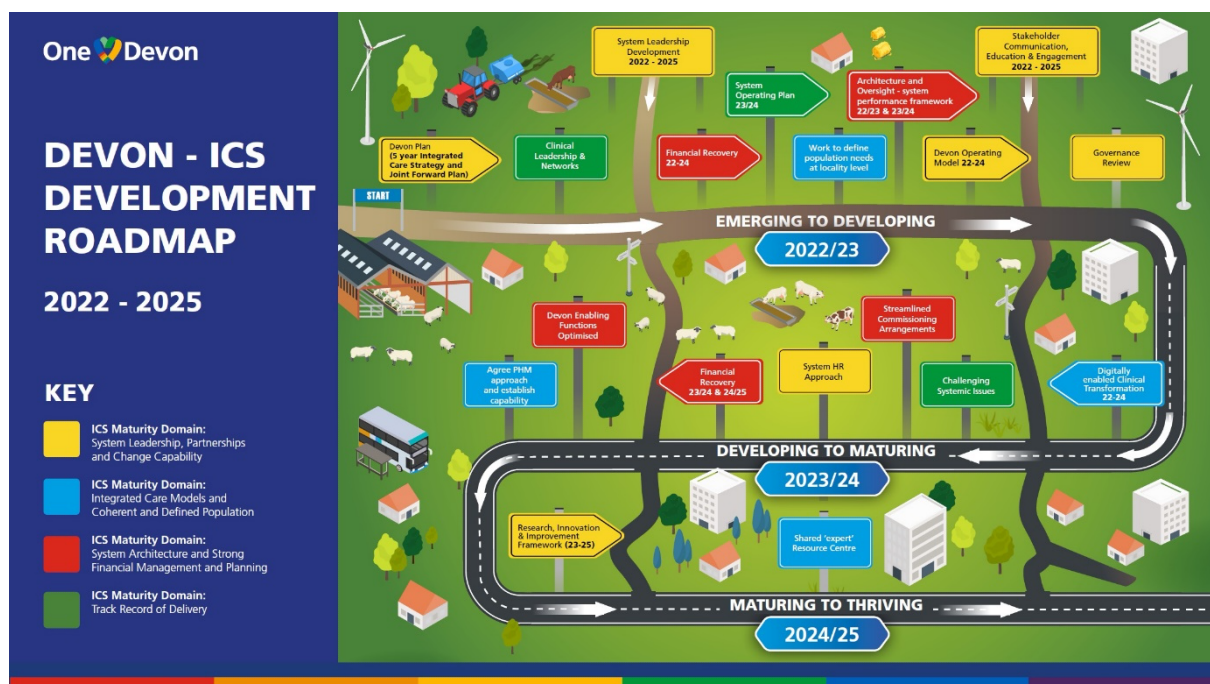 One Devon
DEVON - ICS
DEVELOPMENT
ROADMAP
2022 - 2025
KEY
ICS Maturity Domain:
System Leadership, Partnerships
and Change Capability
ICS Maturity Domain:
Integrated Care Models and
Coherent and Defined Population
ICS Maturity Domain:
System Architecture and Strong
Financial Management and Planning
ICS Maturity Domain:
Track Record of Delivery
System Leadership
Development
2022 - 2025
Stakeholder
Communication,
Education & Engagement
2022 - 2025
System
Operating Plan
23/24
Architecture and
Oversight - system
performance framework
22/23 & 23/24
Devon Plan
(5 year Integrated
Care Strategy and
Joint Forward Plan)
Clinical
Leadership &
Networks
Financial Recovery
22-24
Work to define
population needs
at locality level
Devon Operating
Model 22-24
Governance
Review
START
EMERGING TO DEVELOPING
2022/23
Devon Enabling
Functions
Optimised
Streamlined
Commissioning
Arrangements
Agree PHM
approach
and establish
capability
Financial
Recovery
23/24 & 24/25
System HR
Approach
Challenging
Systemic Issues
Digitally
enabled Clinical
Transformation
22-24
DEVELOPING TO MATURING
2023/24
Research, Innovation
& Improvement
Framework (23-25)
Shared 'expert'
Resource Centre
MATURING TO THRIVING
2024/25